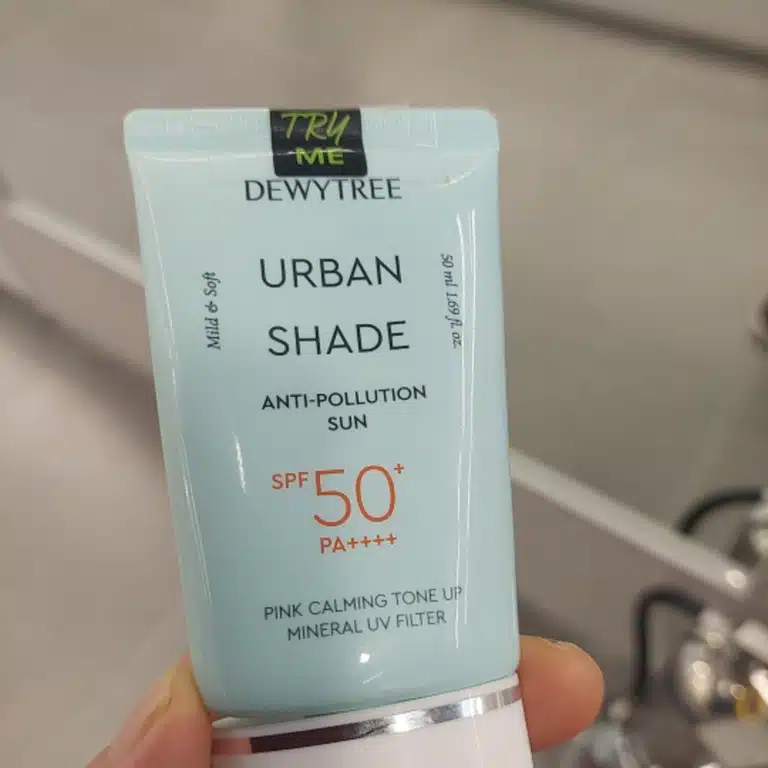 TRY
ME
DEWYTREE
URBAN
SHADE
Mild & Soft
50 ml 1.69 fl. oz.
ANTI-POLLUTION
SUN
SPF 50+
PA++++
PINK CALMING TONE UP
MINERAL UV FILTER